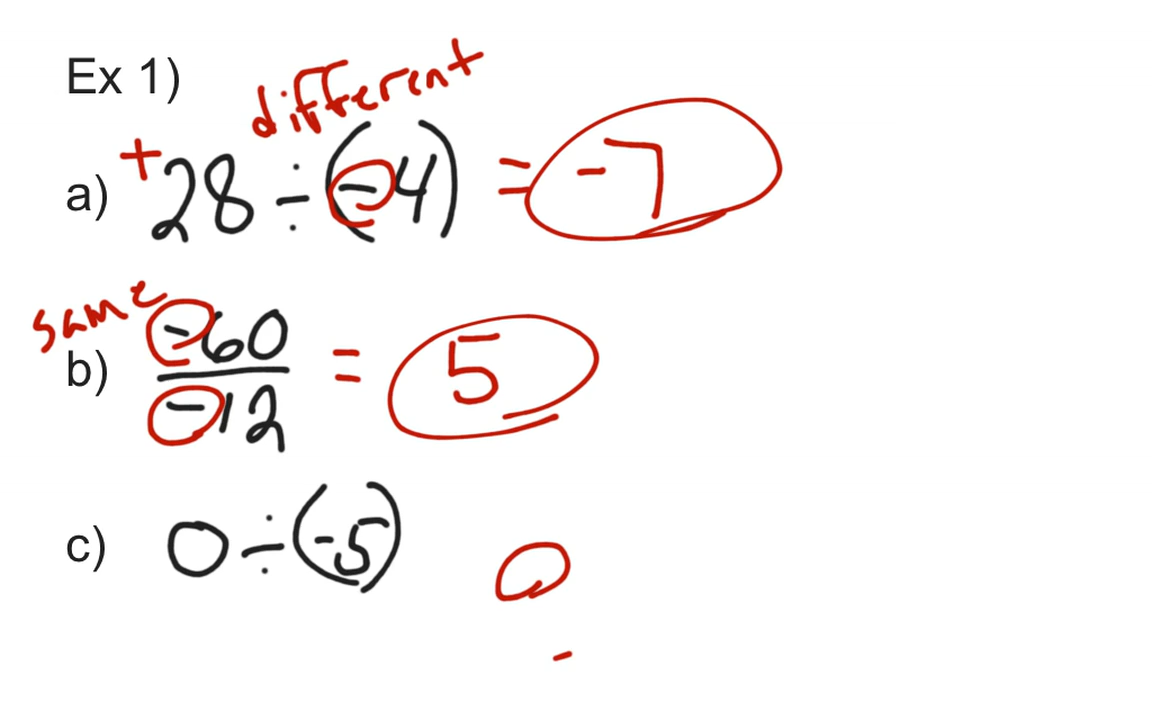 Ex 1)
different
a) +28 ÷ (-4) = -7
same
b) -60
-12
= 5
c) 0 ÷ (-5) 0
-